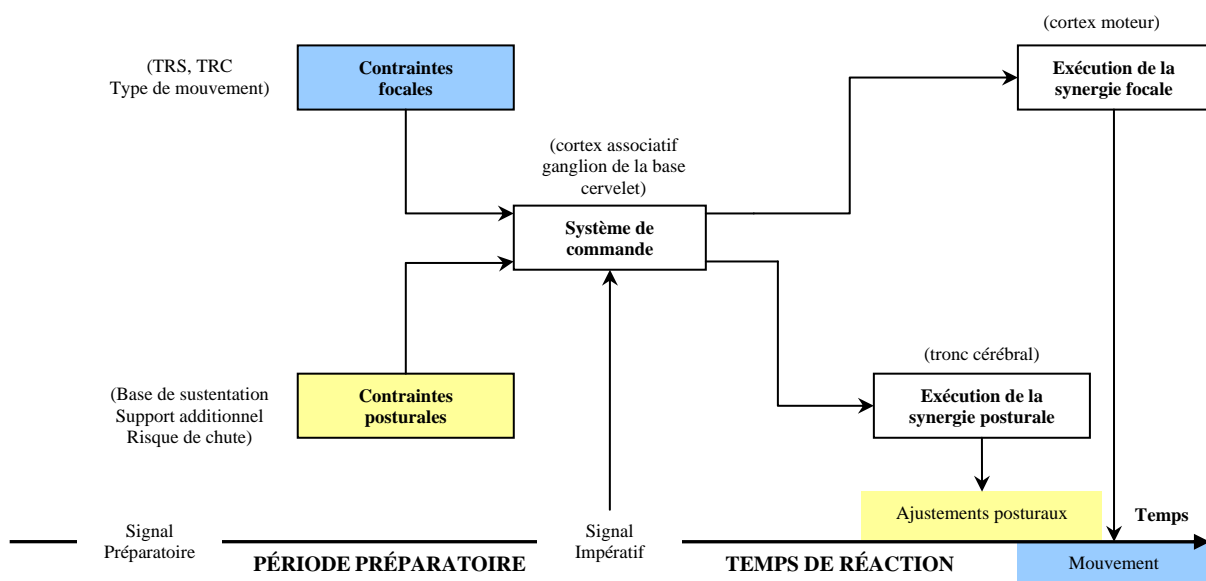 (cortex moteur)
(TRS, TRC
Type de mouvement)
Contraintes
focales
Exécution de la
synergie focale
(cortex associatif
ganglion de la base
cervelet)
Système de
commande
(tronc cérébral)
(Base de sustentation
Support additionnel
Risque de chute)
Contraintes
posturales
Exécution de la
synergie posturale
Ajustements posturaux
Temps
Signal
Préparatoire
PÉRIODE PRÉPARATOIRE
Signal
Impératif
TEMPS DE RÉACTION
Mouvement